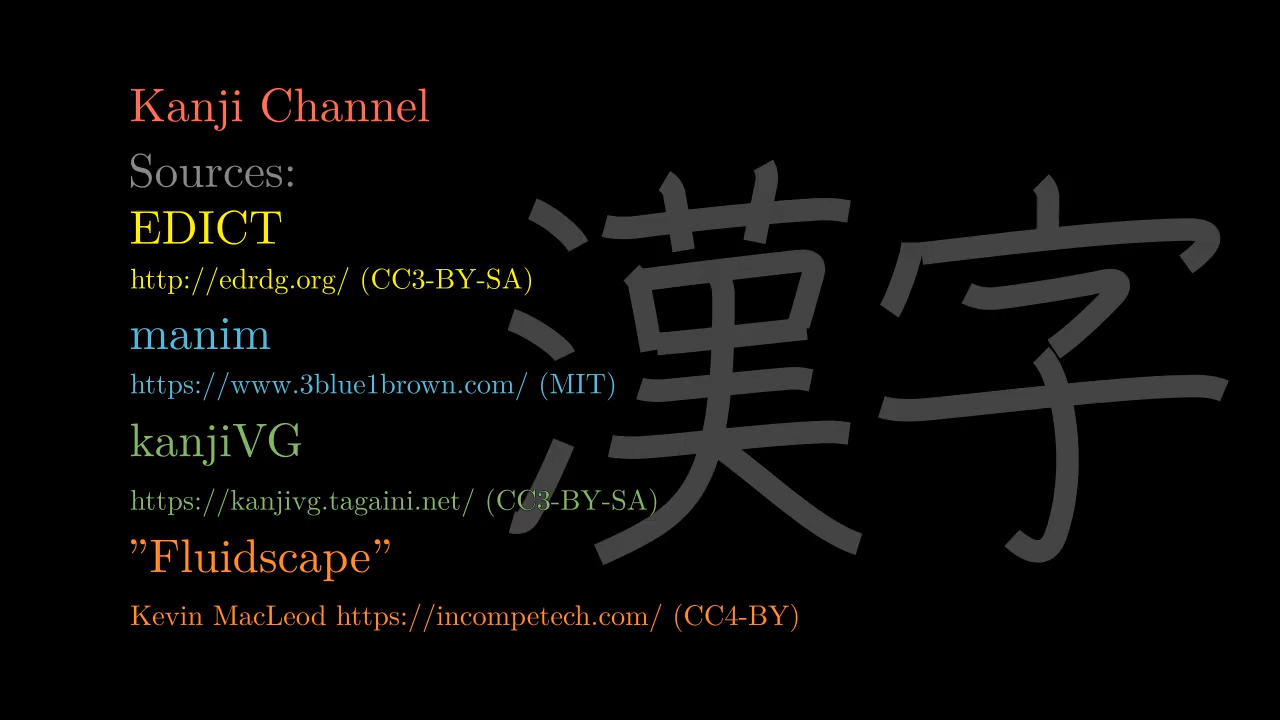 Kanji Channel
Sources:
EDICT
http://edrdg.org/ (CC3-BY-SA)
manim
https://www.3blue1brown.com/ (MIT)
kanjiVG
https://kanjivg.tagaini.net/ (CC3-BY-SA)
”Fluidscape”
Kevin MacLeod https://incompetech.com/ (CC4-BY)
漢字